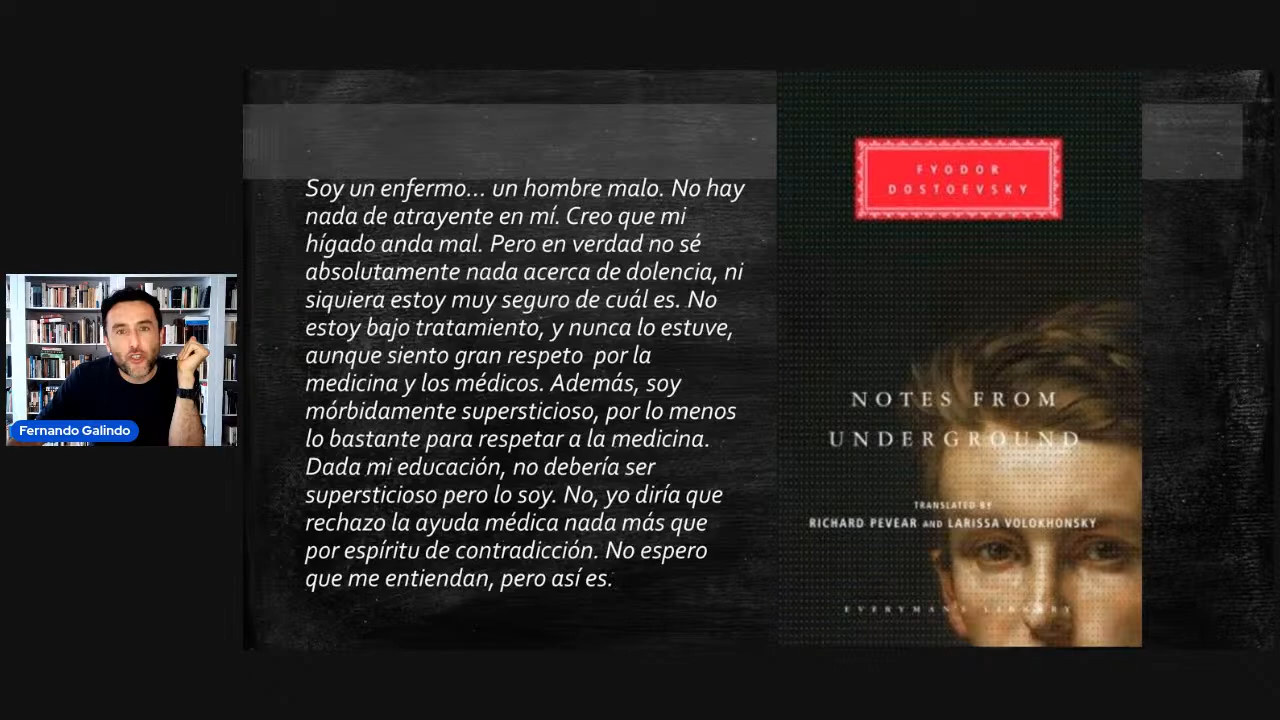 Soy un enfermo... un hombre malo. No hay
nada de atrayente en mí. Creo que mi
hígado anda mal. Pero en verdad no sé
absolutamente nada acerca de dolencia, ni
siquiera estoy muy seguro de cuál es. No
estoy bajo tratamiento, y nunca lo estuve,
aunque siento gran respeto  por la
medicina y los médicos. Además, soy
mórbidamente supersticioso, por lo menos
lo bastante para respetar a la medicina.
Dada mi educación, no debería ser
supersticioso pero lo soy. No, yo diría que
rechazo la ayuda médica nada más que
por espíritu de contradicción. No espero
que me entiendan, pero así es.
FYODOR
DOSTOEVSKY
NOTES FROM
UNDERGROUND
TRANSLATED BY
RICHARD PEVEAR AND LARISSA VOLOKHONSKY
EVERYMAN'S LIBRARY
Fernando Galindo